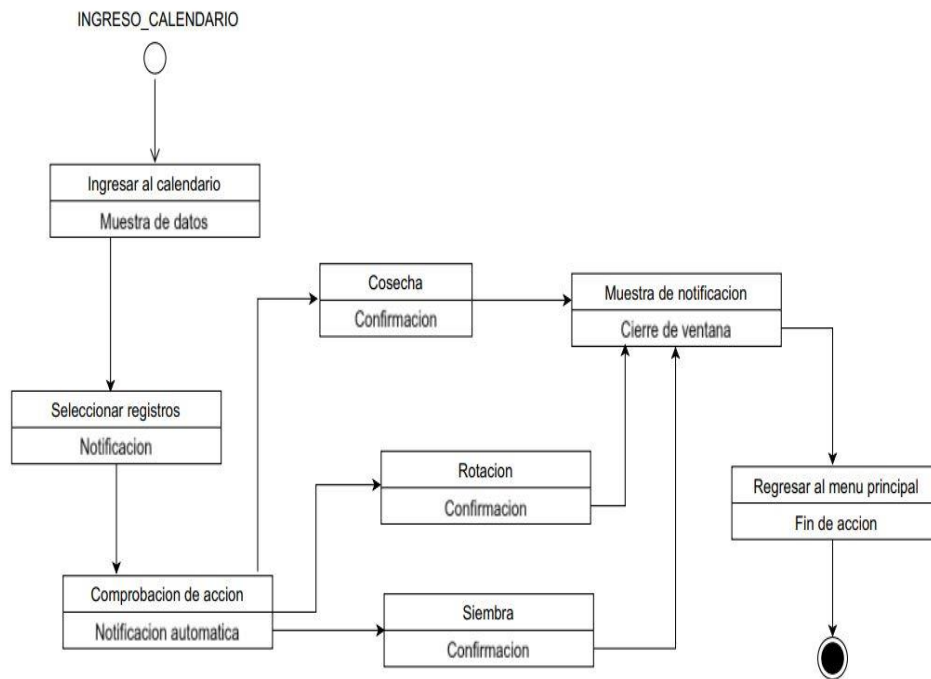 INGRESO_CALENDARIO
Ingresar al calendario
Muestra de datos
Seleccionar registros
Notificacion
Comprobacion de accion
Notificacion automatica
Cosecha
Confirmacion
Rotacion
Confirmacion
Siembra
Confirmacion
Muestra de notificacion
Cierre de ventana
Regresar al menu principal
Fin de accion